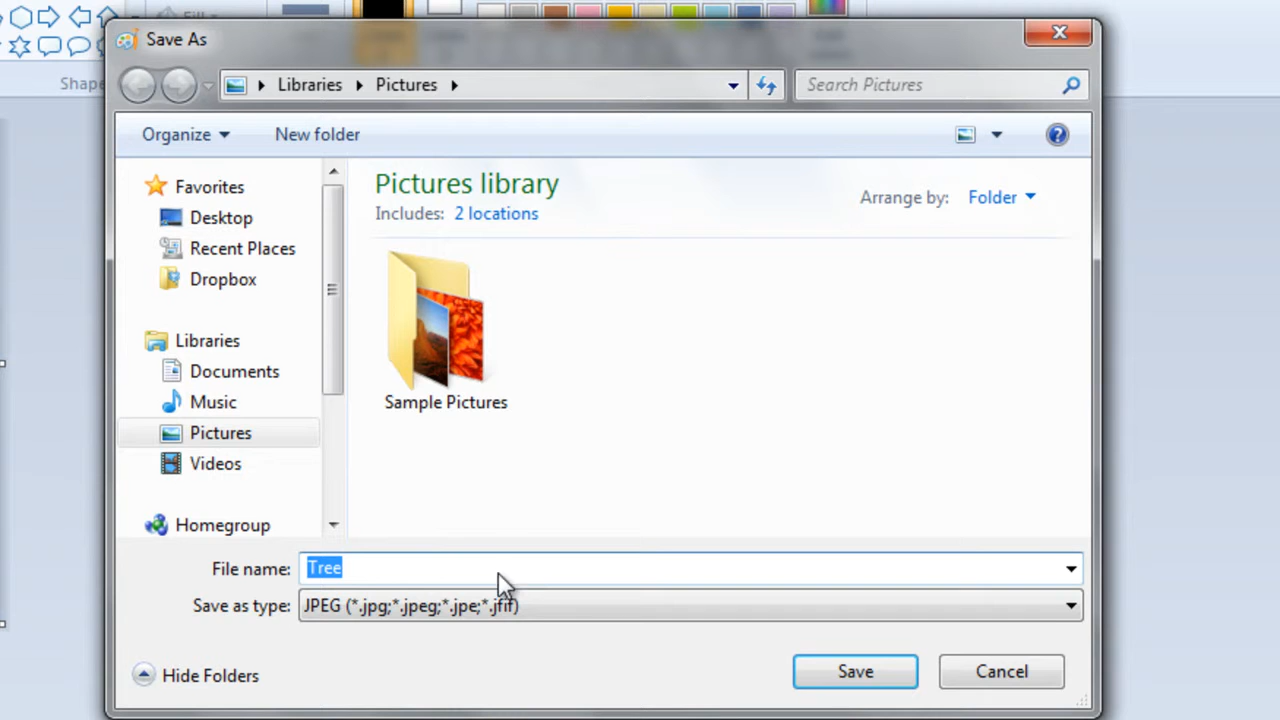 Shape
Save As
Libraries
Pictures
Search Pictures
Organize
New folder
Favorites
Desktop
Recent Places
Dropbox
Libraries
Documents
Music
Pictures
Videos
Homegroup
Pictures library
Includes: 2 locations
Arrange by: Folder
Sample Pictures
File name: Tree
Save as type: JPEG (*.jpg;*.jpeg;*.jpe;*.jfif)
Hide Folders
Save
Cancel